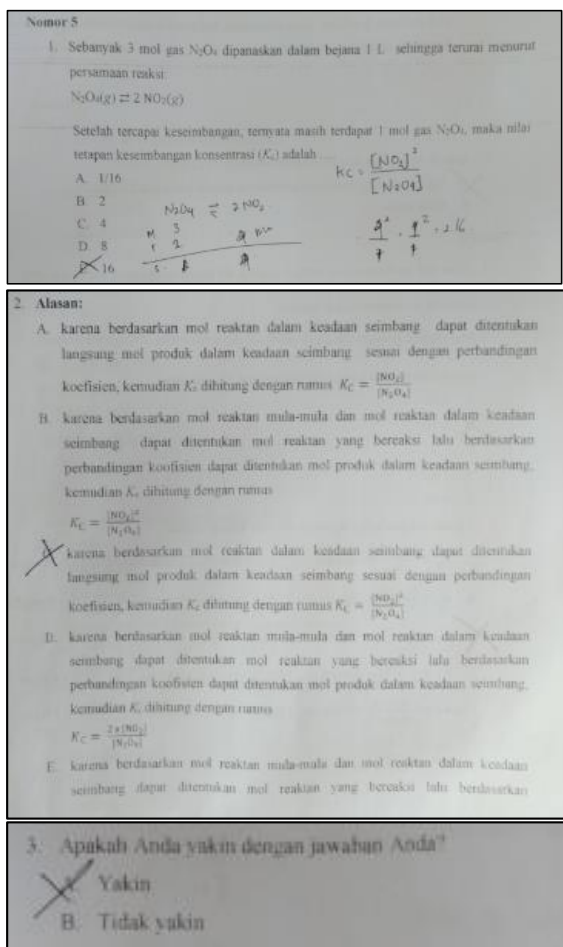 Nomor 5
1. Sebanyak 3 mol gas N₂O₄ dipanaskan dalam bejana 1 L sehingga terurai menurut
persamaan reaksi:
N₂O₄(g) ⇄ 2 NO₂(g)
Setelah tercapai keseimbangan, ternyata masih terdapat 1 mol gas N₂O₄, maka nilai
tetapan keseimbangan konsentrasi (Kc) adalah
A. 1/16
B. 2
C. 4
D. 8
16
Kc = [NO₂]² / [N₂O₄]
N₂O₄ ⇄ 2 NO₂
M 3
2
2. Alasan:
A. karena berdasarkan mol reaktan dalam keadaan seimbang dapat ditentukan
langsung mol produk dalam keadaan seimbang sesuai dengan perbandingan
koefisien, kemudian Kc dihitung dengan rumus K_C = [NO₂] / [N₂O₄]
B. karena berdasarkan mol reaktan mula-mula dan mol reaktan dalam keadaan
seimbang dapat ditentukan mol reaktan yang bereaksi lalu berdasarkan
perbandingan koofisien dapat ditentukan mol produk dalam keadaan seimbang,
kemudian Kc dihitung dengan rumus
K_C = [NO₂]² / [N₂O₄]
karena berdasarkan mol reaktan dalam keadaan seimbang dapat ditentukan
langsung mol produk dalam keadaan seimbang sesuai dengan perbandingan
koefisien, kemudian Kc dihitung dengan rumus K_C = [NO₂]² / [N₂O₄]
D. karena berdasarkan mol reaktan mula-mula dan mol reaktan dalam keadaan
seimbang dapat ditentukan mol reaktan yang bereaksi lalu berdasarkan
perbandingan koofisien dapat ditentukan mol produk dalam keadaan seimbang,
kemudian Kc dihitung dengan rumus
K_C = 2 x [NO₂] / [N₂O₄]
E. karena berdasarkan mol reaktan mula-mula dan mol reaktan dalam keadaan
seimbang dapat ditentukan mol reaktan yang bereaksi lalu berdasarkan
3. Apakah Anda yakin dengan jawaban Anda?
A. Yakin
B. Tidak yakin